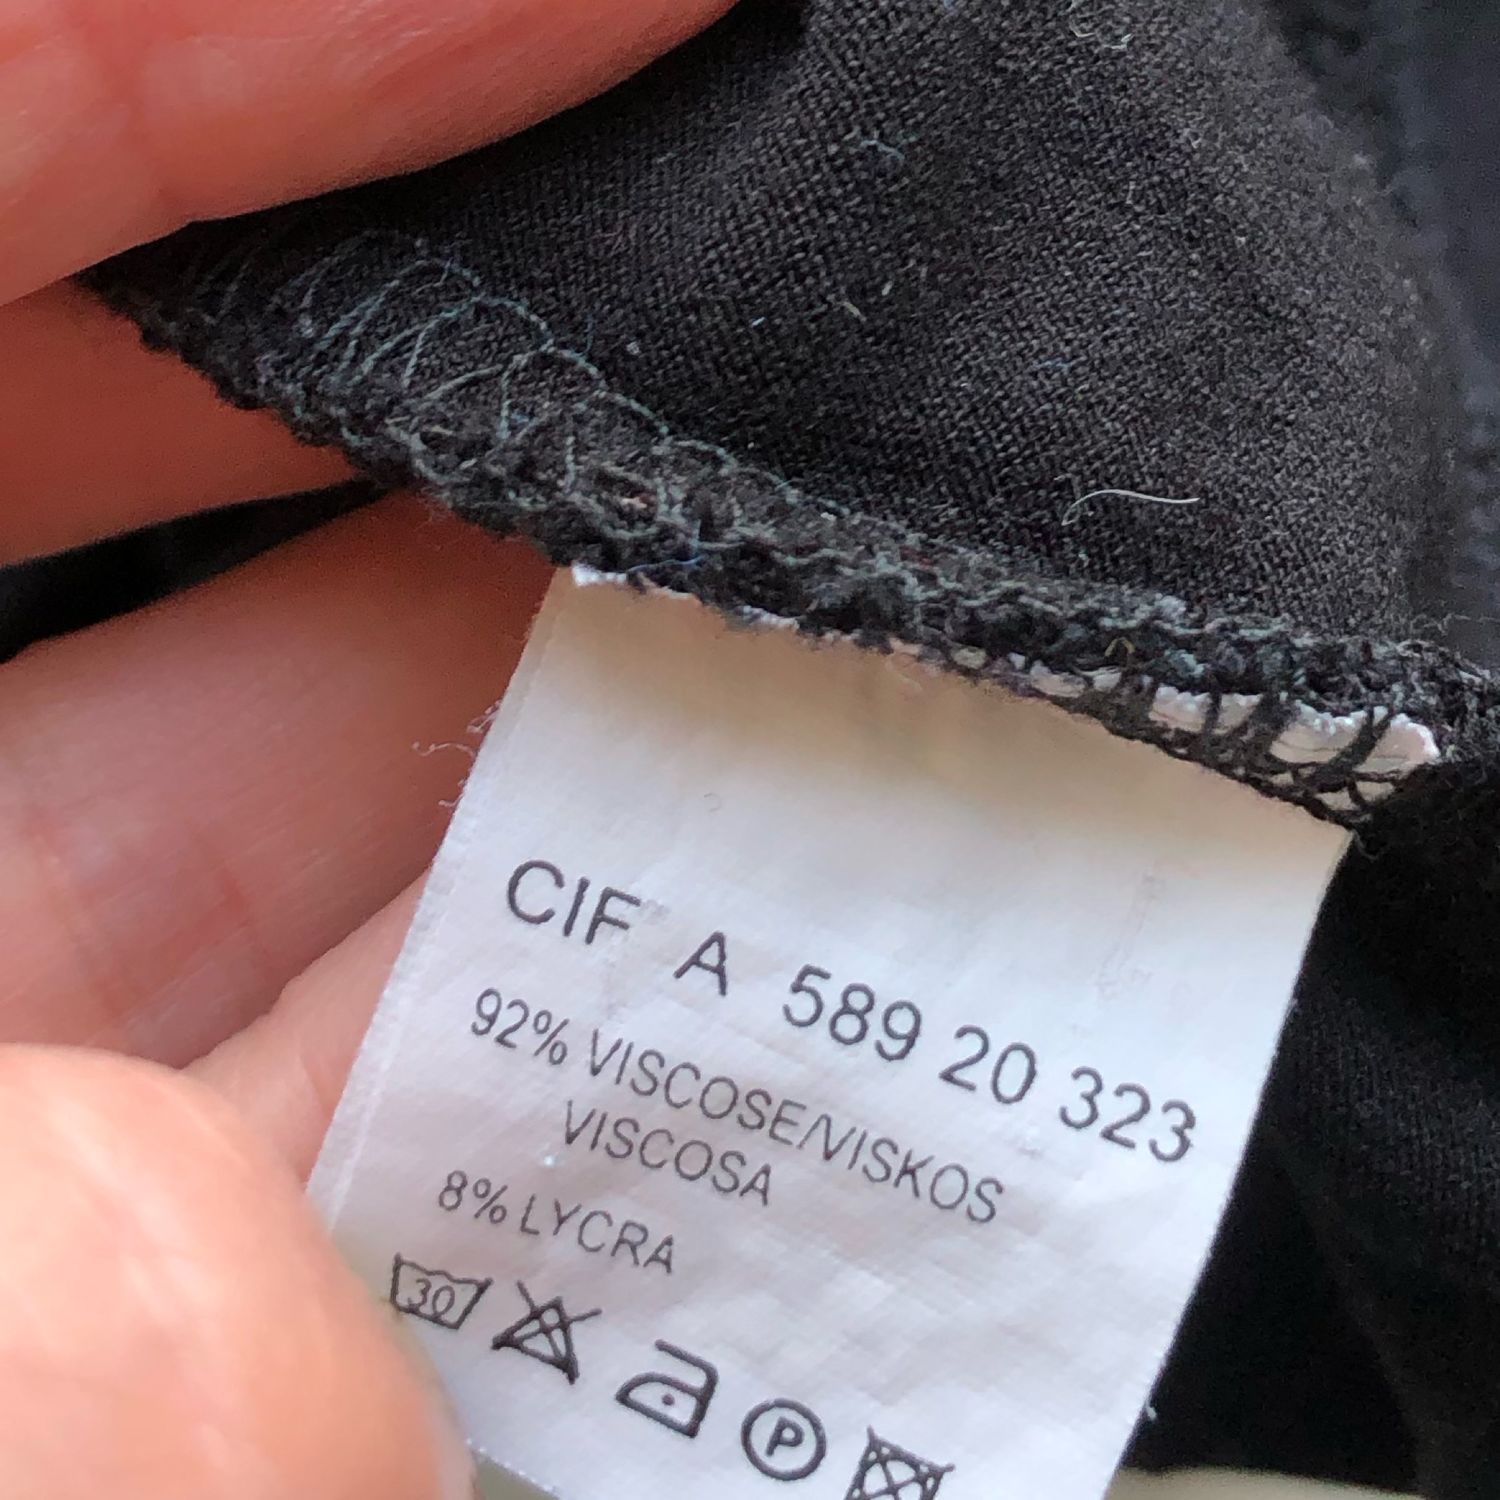 CIF A 589 20 323
92% VISCOSE/VISKOS
VISCOSA
8% LYCRA
30
P